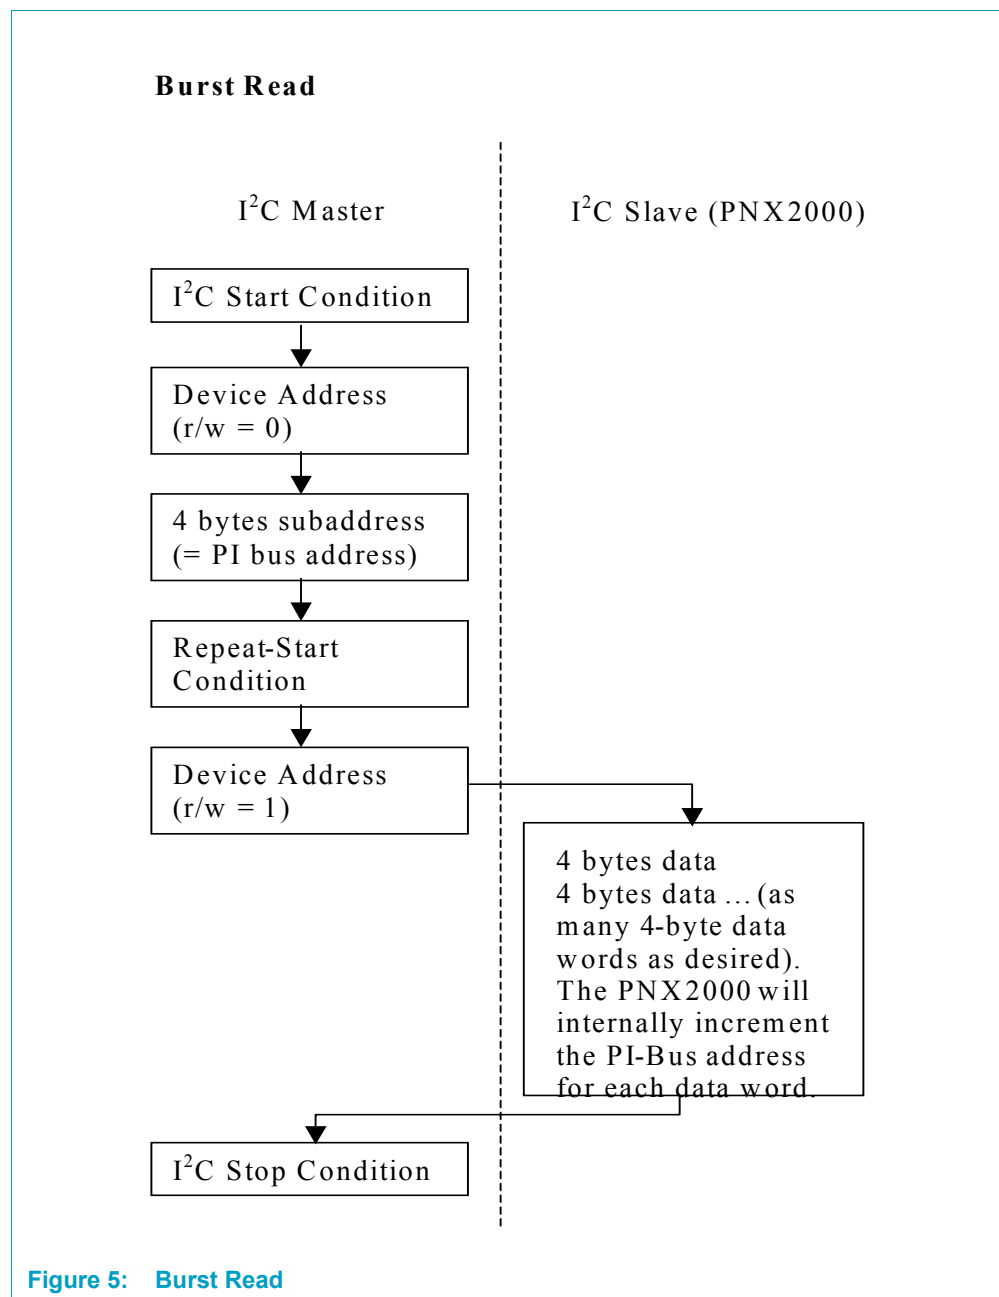 Burst Read
I²C Master
I²C Slave (PNX2000)
I²C Start Condition
Device Address
(r/w = 0)
4 bytes subaddress
(= PI bus address)
Repeat-Start
Condition
Device Address
(r/w = 1)
4 bytes data
4 bytes data ... (as
many 4-byte data
words as desired).
The PNX2000 will
internally increment
the PI-Bus address
for each data word.
I²C Stop Condition
Figure 5: Burst Read